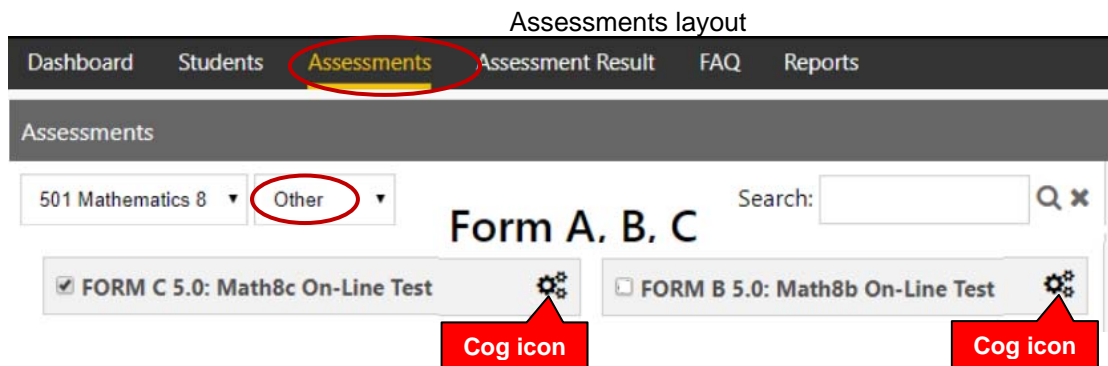 Assessments layout
Dashboard Students Assessments Assessment Result FAQ Reports
Assessments
501 Mathematics 8 Other Search:
Form A, B, C
FORM C 5.0: Math8c On-Line Test FORM B 5.0: Math8b On-Line Test
Cog icon Cog icon